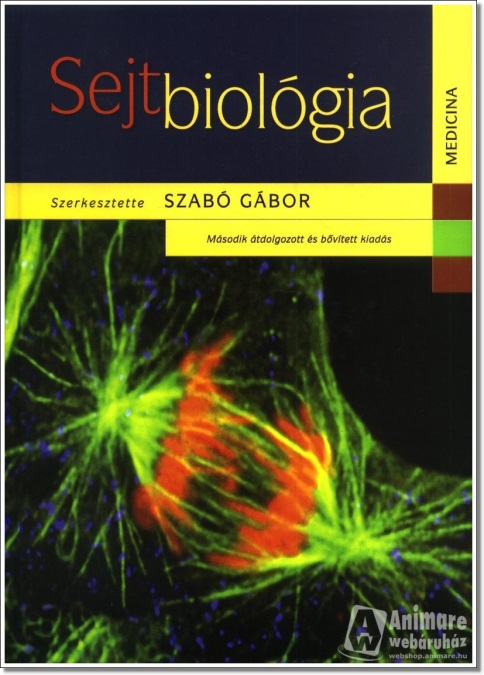 Sejtbiológia
MEDICINA
Szerkesztette SZABÓ GÁBOR
Második átdolgozott és bővített kiadás
Animare
webáruház
webshop.animare.hu